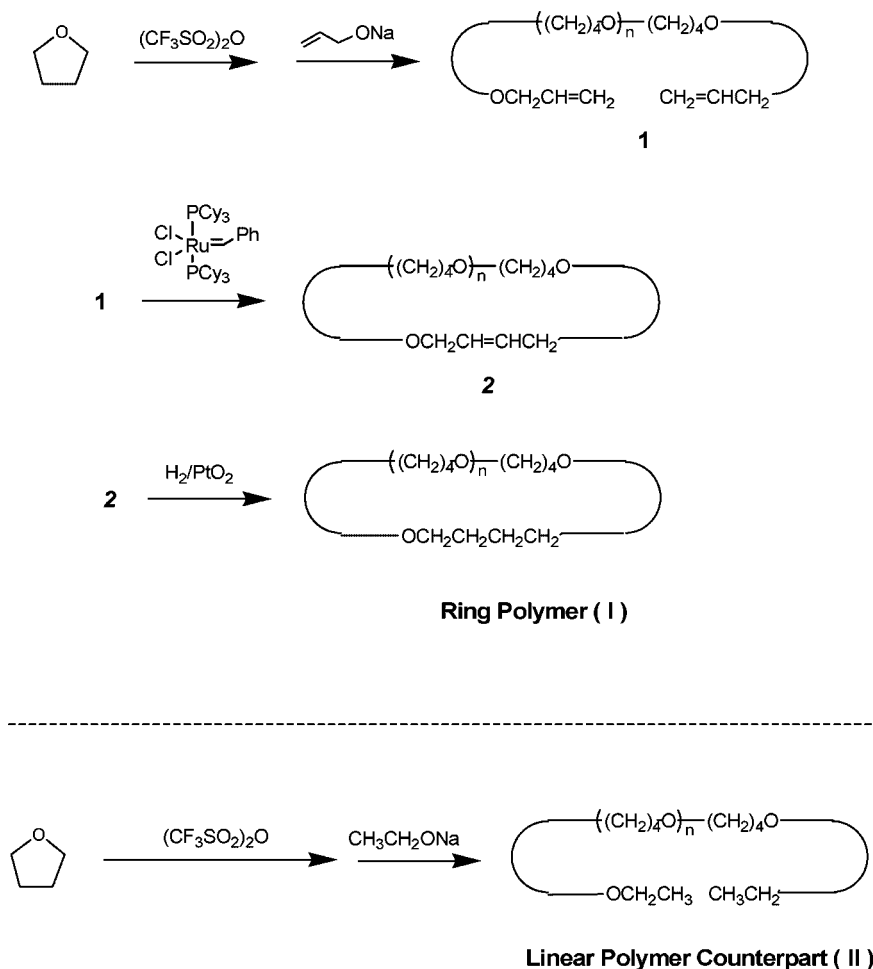 O (CF3SO2)2O ONa ((CH2)4O)n (CH2)4O
OCH2CH=CH2 CH2=CHCH2
1
PCy3
Cl Ph
Ru
Cl
PCy3
1
((CH2)4O)n (CH2)4O
OCH2CH=CHCH2
2
2 H2/PtO2
((CH2)4O)n (CH2)4O
OCH2CH2CH2CH2
Ring Polymer ( I )
O (CF3SO2)2O CH3CH2ONa ((CH2)4O)n (CH2)4O
OCH2CH3 CH3CH2
Linear Polymer Counterpart ( II )